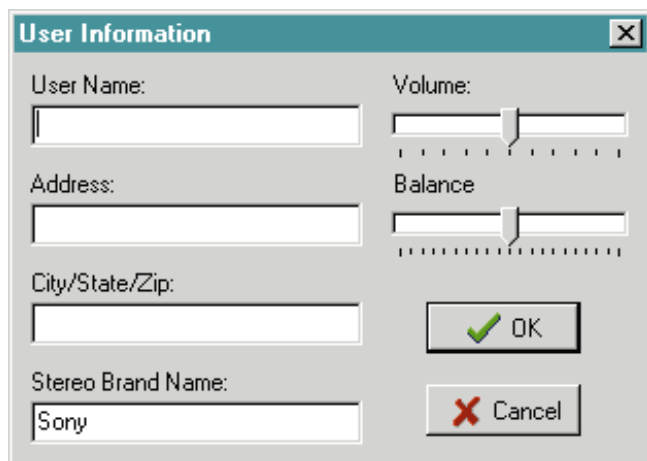 User Information
User Name:
Volume:
Address:
Balance
City/State/Zip:
OK
Stereo Brand Name:
Sony
Cancel